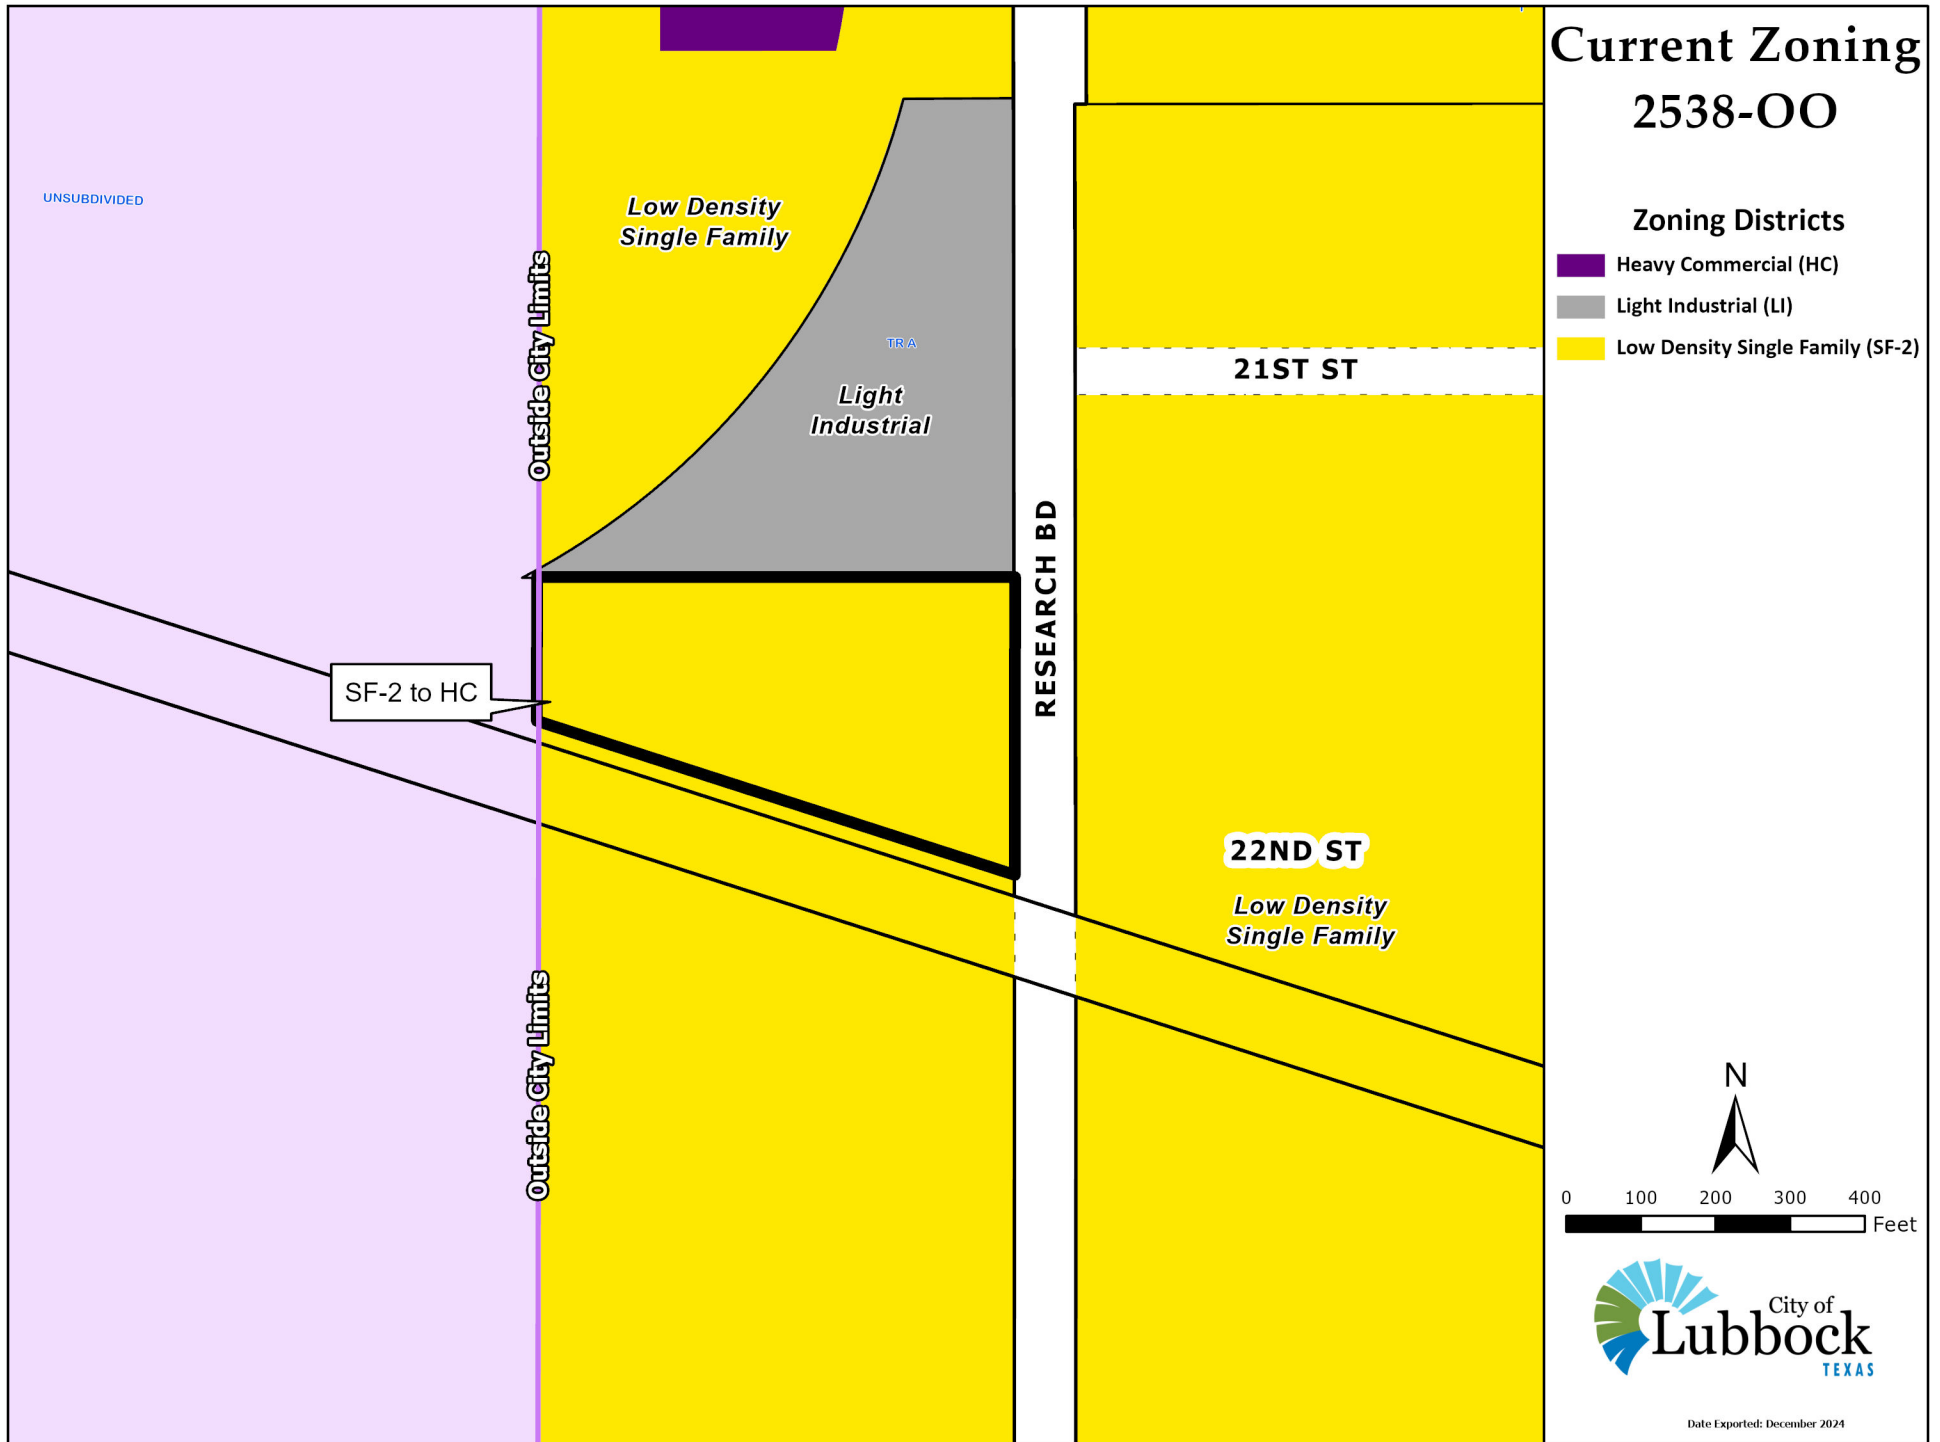 Current Zoning
2538-OO
Zoning Districts
Heavy Commercial (HC)
Light Industrial (LI)
Low Density Single Family (SF-2)
UNSUBDIVIDED
Low Density
Single Family
Outside City Limits
TR A
Light
Industrial
21ST ST
RESEARCH BD
SF-2 to HC
22ND ST
Low Density
Single Family
Outside City Limits
N
0 100 200 300 400
Feet
City of
Lubbock
TEXAS
Date Exported: December 2024